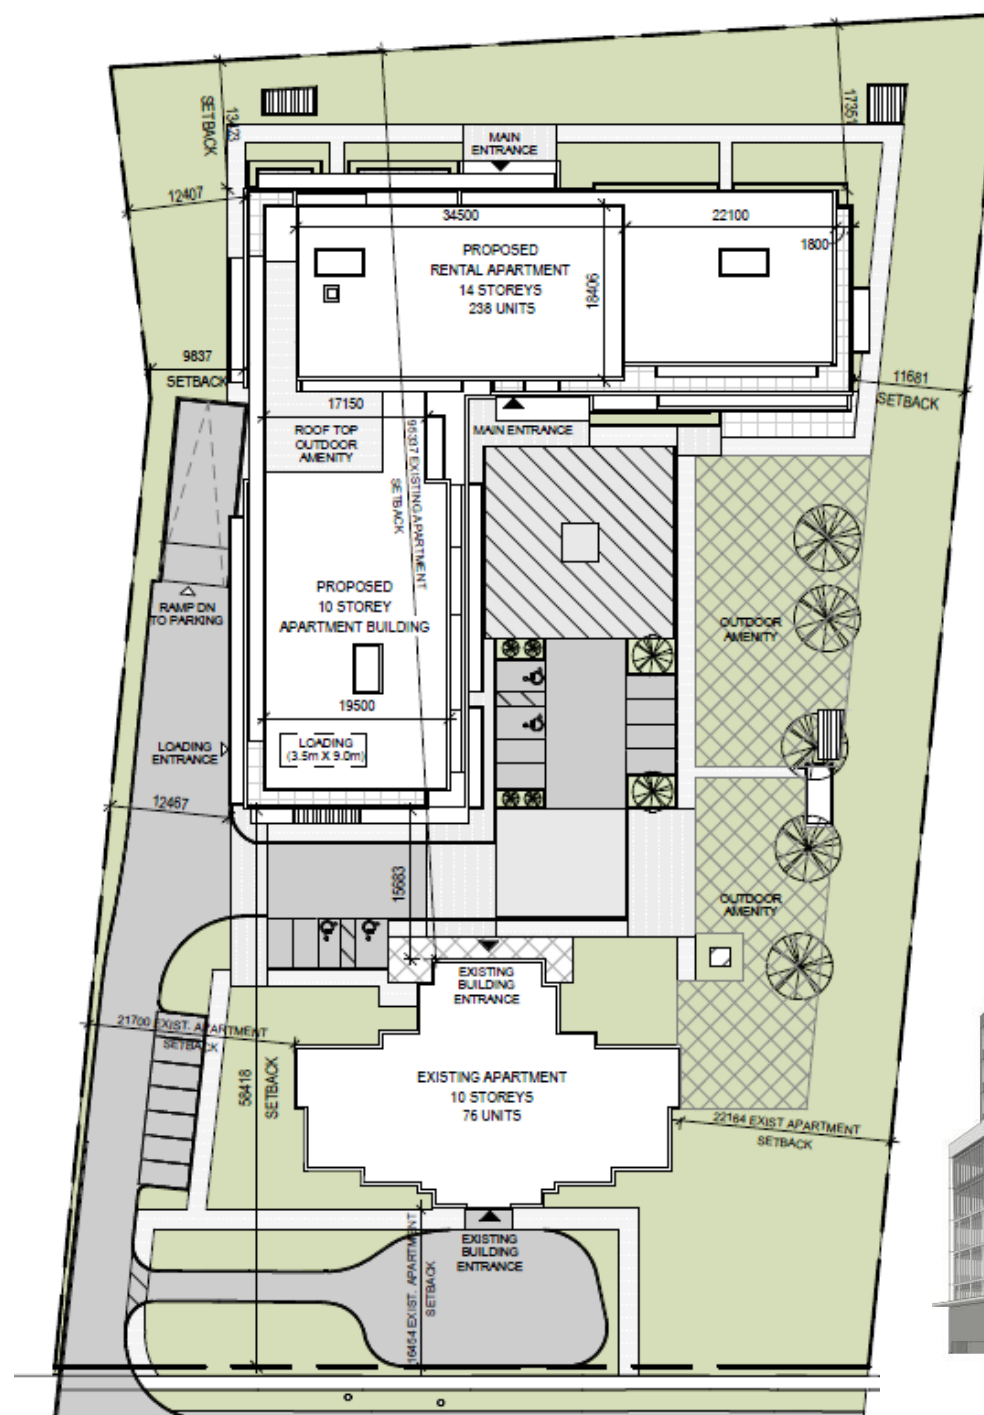 13423
SETBACK
17351
MAIN
ENTRANCE
12407
34500
22100
1800
PROPOSED
RENTAL APARTMENT
14 STOREYS
238 UNITS
18406
9837
SETBACK
11681
SETBACK
17150
ROOF TOP
OUTDOOR
AMENITY
MAIN ENTRANCE
95337 EXISTING APARTMENT
SETBACK
PROPOSED
10 STOREY
APARTMENT BUILDING
RAMP DN
TO PARKING
OUTDOOR
AMENITY
19500
LOADING
(3.5m X 9.0m)
LOADING
ENTRANCE
12467
15683
OUTDOOR
AMENITY
EXISTING
BUILDING
ENTRANCE
21700 EXIST. APARTMENT
SETBACK
58418
SETBACK
EXISTING APARTMENT
10 STOREYS
76 UNITS
22164 EXIST APARTMENT
SETBACK
EXISTING
BUILDING
ENTRANCE
16454 EXIST. APARTMENT
SETBACK